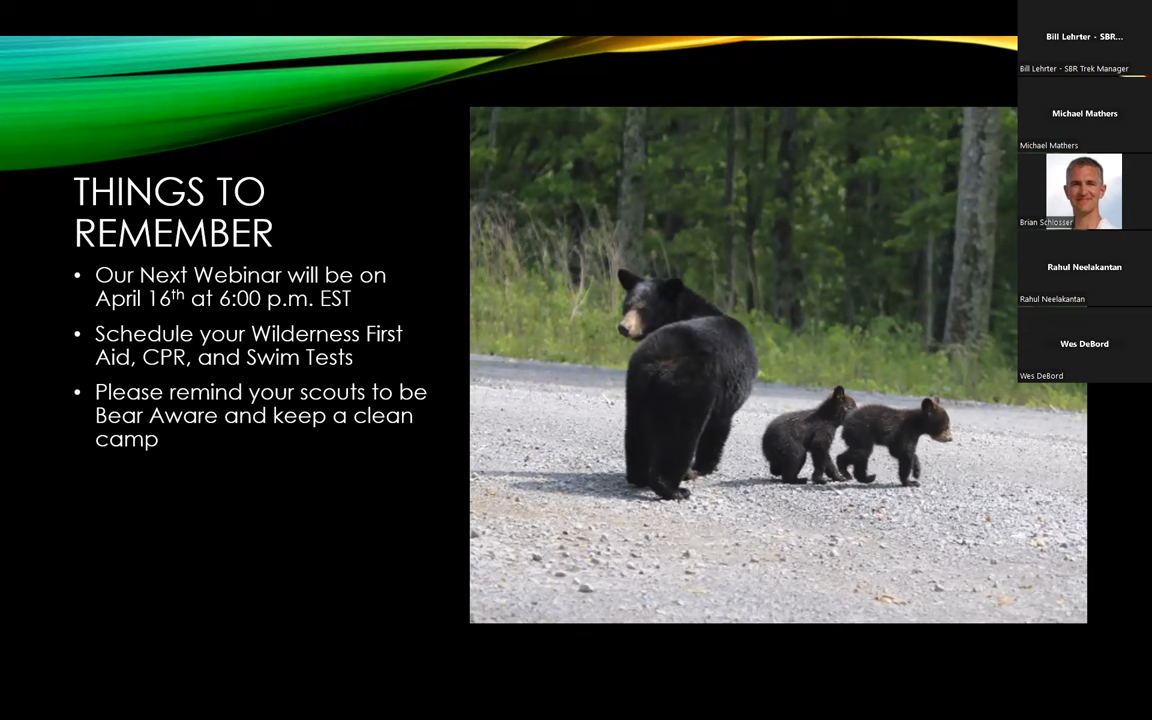 THINGS TO
REMEMBER
• Our Next Webinar will be on
April 16th at 6:00 p.m. EST
• Schedule your Wilderness First
Aid, CPR, and Swim Tests
• Please remind your scouts to be
Bear Aware and keep a clean
camp
Bill Lehrter - SBR...
Bill Lehrter - SBR Trek Manager
Michael Mathers
Michael Mathers
Brian Schlosser
Rahul Neelakantan
Rahul Neelakantan
Wes DeBord
Wes DeBord